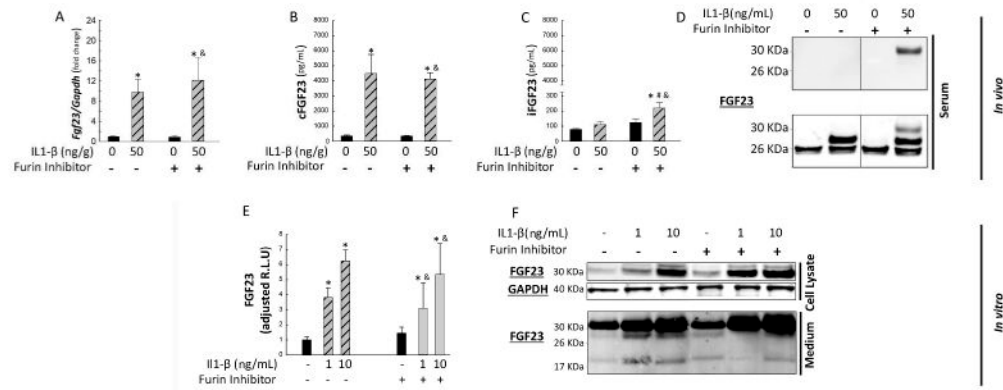 A
Fgf23/Gapdh (fold change)
24
20
16
12
8
4
0
*
* &
IL1-β (ng/g) 0 50 0 50
Furin Inhibitor - - + +
B
cFGF23 (pg/mL)
8000
7000
6000
5000
4000
3000
2000
1000
0
*
* &
0 50 0 50
- - + +
C
iFGF23 (pg/mL)
8000
7000
6000
5000
4000
3000
300
200
100
0
* # &
IL1-β (ng/g) 0 50 0 50
Furin Inhibitor - - + +
D
IL1-β(ng/mL) 0 50 0 50
Furin Inhibitor - - + +
30 KDa
26 KDa
FGF23
30 KDa
26 KDa
Serum
In vivo
E
FGF23
(adjusted R.L.U)
8
7
6
5
4
3
2
1
0
*
*
* &
* &
Il1-β (ng/mL) - 1 10 - 1 10
Furin Inhibitor - - - + + +
F
IL1-β(ng/mL) - 1 10 - 1 10
Furin Inhibitor - - - + + +
FGF23 30 KDa
GAPDH 40 KDa
Cell Lysate
FGF23
30 KDa
26 KDa
17 KDa
Medium
In vitro